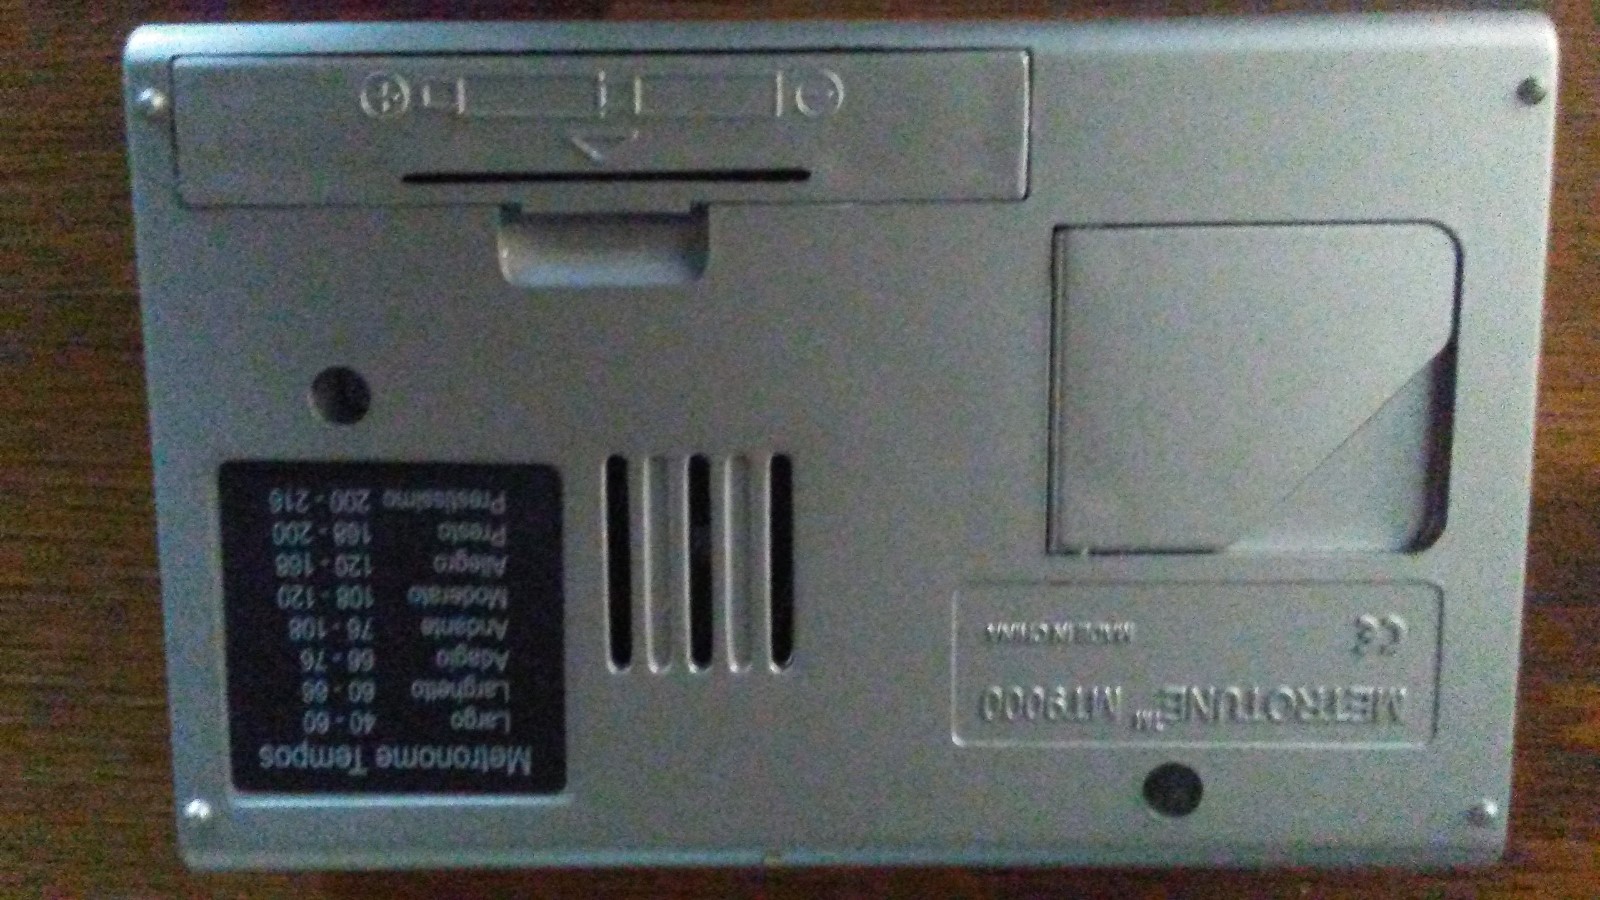 Metronome Tempos
Largo 40 - 60
Larghetto 60 - 66
Adagio 66 - 76
Andante 76 - 108
Moderato 108 - 120
Allegro 120 - 168
Presto 168 - 200
Prestissimo 200 - 216
METROTUNE™ MT9000
CE MADE IN CHINA